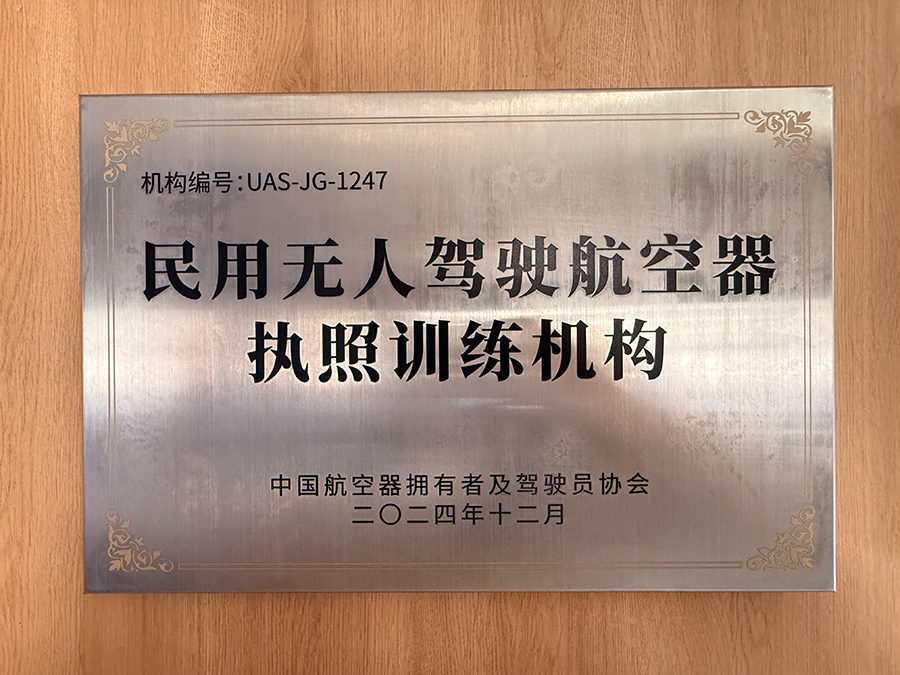 机构编号:UAS-JG-1247
民用无人驾驶航空器
执照训练机构
中国航空器拥有者及驾驶员协会
二〇二四年十二月